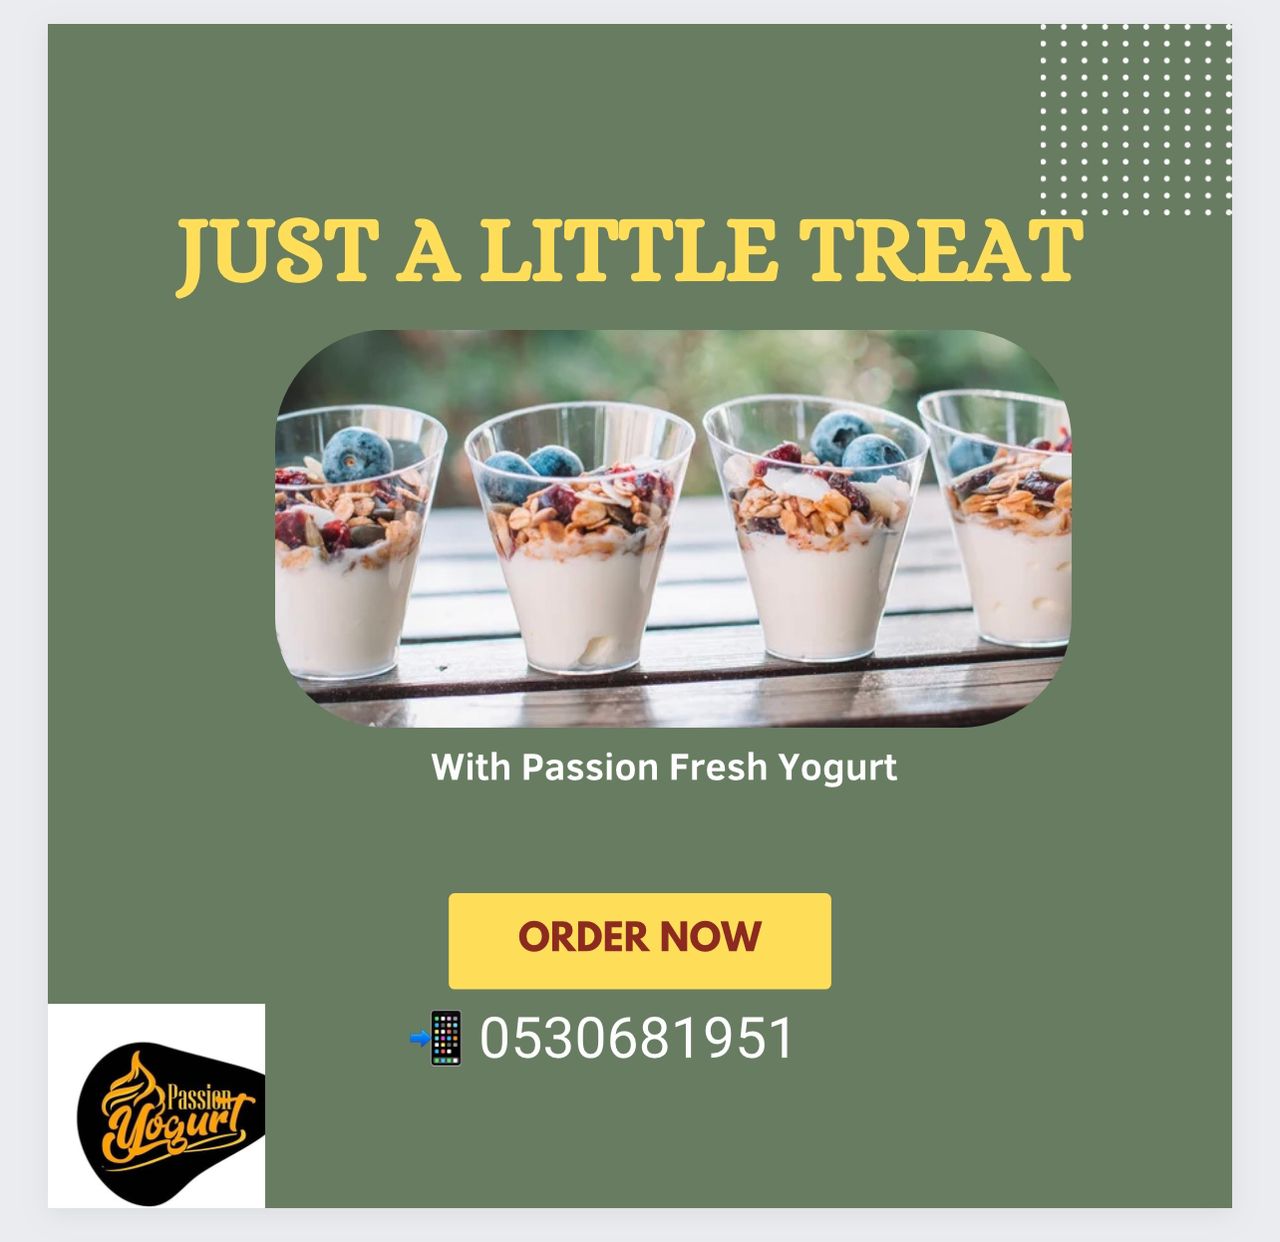 JUST A LITTLE TREAT
With Passion Fresh Yogurt
ORDER NOW
📲 0530681951
Passion
Yogurt